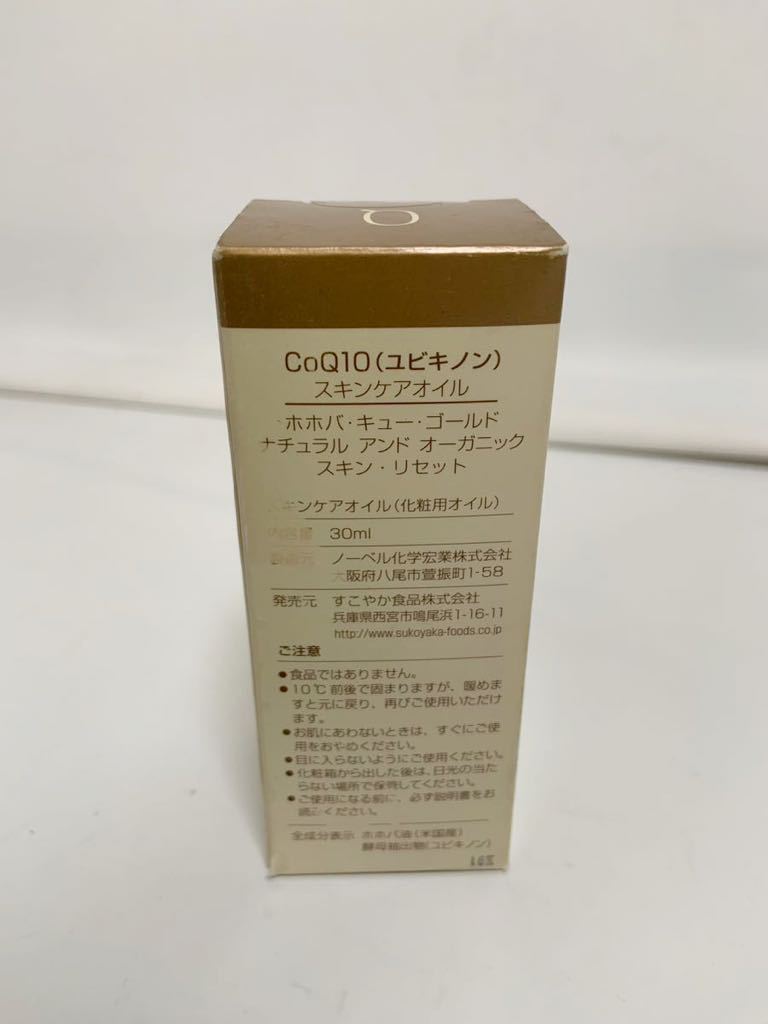 Q
CoQ10(ユビキノン)
スキンケアオイル
ホホバ・キュー・ゴールド
ナチュラル アンド オーガニック
スキン・リセット
スキンケアオイル(化粧用オイル)
内容量 30ml
製造元 ノーベル化学宏業株式会社
大阪府八尾市萱振町1-58
発売元 すこやか食品株式会社
兵庫県西宮市鳴尾浜1-16-11
http://www.sukoyaka-foods.co.jp
ご注意
●食品ではありません。
●10℃前後で固まりますが、暖めま
すと元に戻り、再びご使用いただけ
ます。
●お肌にあわないときは、すぐにご使
用をおやめください。
●目に入らないようにご使用ください。
●化粧箱から出した後は、日光の当た
らない場所で保管してください。
●ご使用になる前に、必ず説明書をお
読みください。
全成分表示 ホホバ油(米国産)
酵母抽出物(ユビキノン)